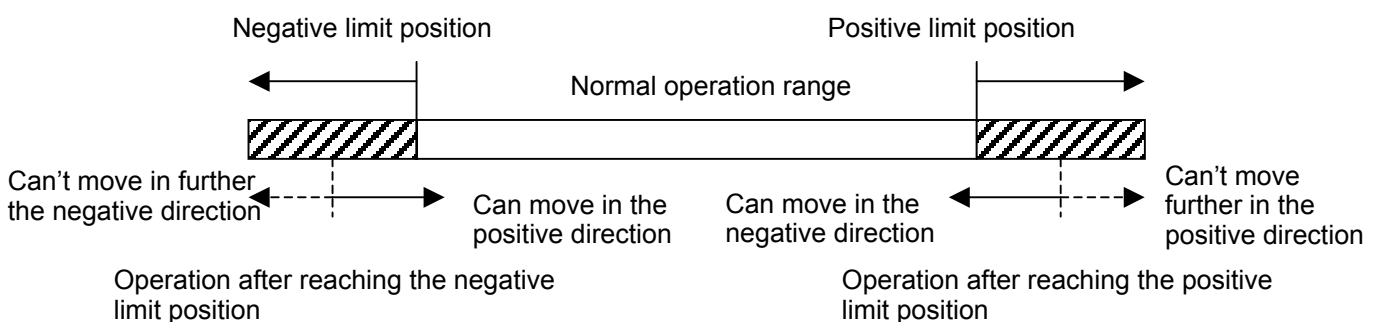 Negative limit position
Positive limit position
Normal operation range
Can't move in further
the negative direction
Can move in the
positive direction
Can move in the
negative direction
Can't move
further in the
positive direction
Operation after reaching the negative
limit position
Operation after reaching the positive
limit position